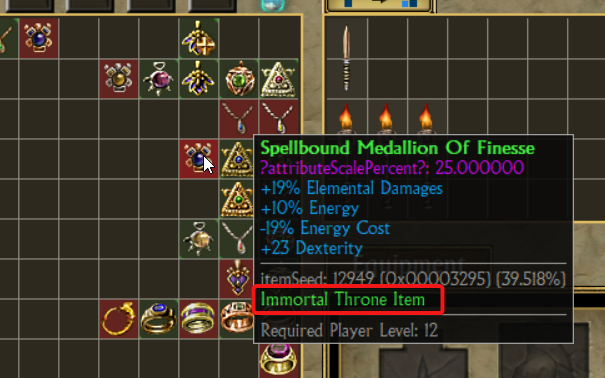 Spellbound Medallion Of Finesse
?attributeScalePercent?: 25.000000
+19% Elemental Damages
+10% Energy
-19% Energy Cost
+23 Dexterity
itemSeed: 12949 (0x00003295) (39.518%)
Immortal Throne Item
Required Player Level: 12